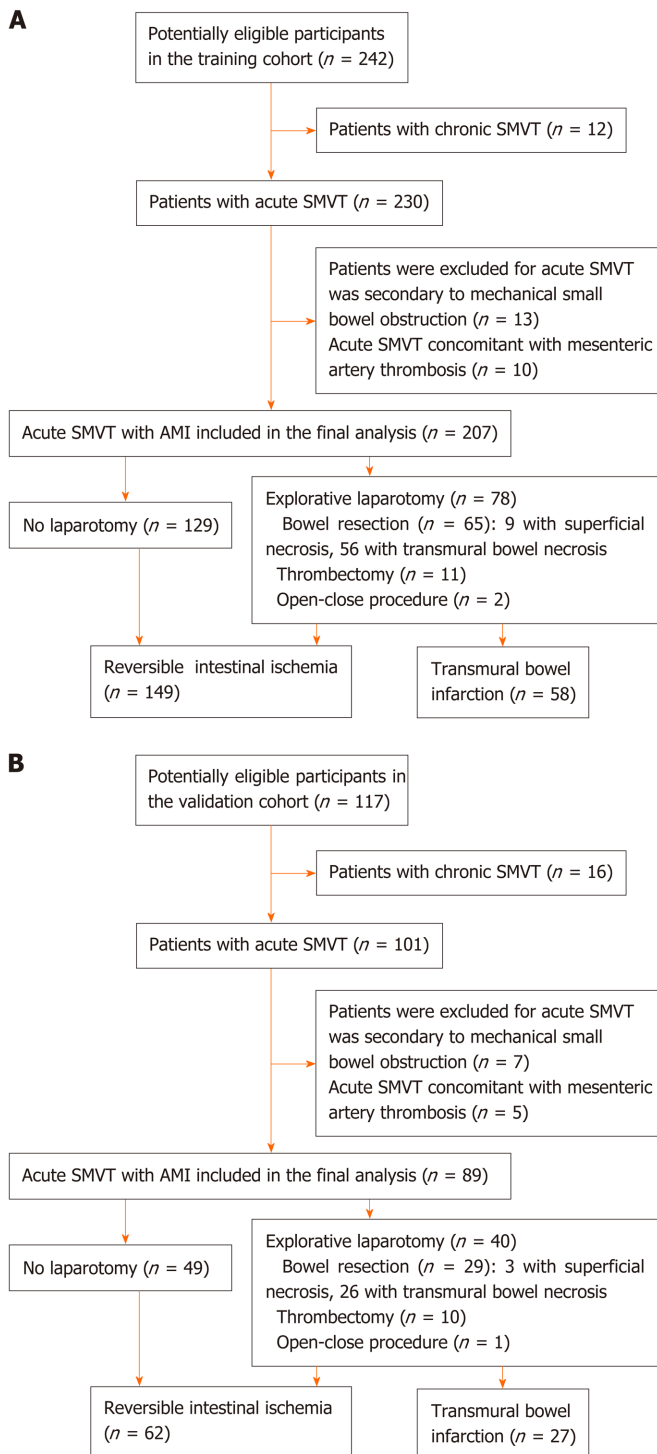 A
Potentially eligible participants
in the training cohort (n = 242)
Patients with chronic SMVT (n = 12)
Patients with acute SMVT (n = 230)
Patients were excluded for acute SMVT
was secondary to mechanical small
bowel obstruction (n = 13)
Acute SMVT concomitant with mesenteric
artery thrombosis (n = 10)
Acute SMVT with AMI included in the final analysis (n = 207)
No laparotomy (n = 129)
Explorative laparotomy (n = 78)
Bowel resection (n = 65): 9 with superficial
necrosis, 56 with transmural bowel necrosis
Thrombectomy (n = 11)
Open-close procedure (n = 2)
Reversible intestinal ischemia
(n = 149)
Transmural bowel
infarction (n = 58)
B
Potentially eligible participants in
the validation cohort (n = 117)
Patients with chronic SMVT (n = 16)
Patients with acute SMVT (n = 101)
Patients were excluded for acute SMVT
was secondary to mechanical small
bowel obstruction (n = 7)
Acute SMVT concomitant with mesenteric
artery thrombosis (n = 5)
Acute SMVT with AMI included in the final analysis (n = 89)
No laparotomy (n = 49)
Explorative laparotomy (n = 40)
Bowel resection (n = 29): 3 with superficial
necrosis, 26 with transmural bowel necrosis
Thrombectomy (n = 10)
Open-close procedure (n = 1)
Reversible intestinal ischemia
(n = 62)
Transmural bowel
infarction (n = 27)